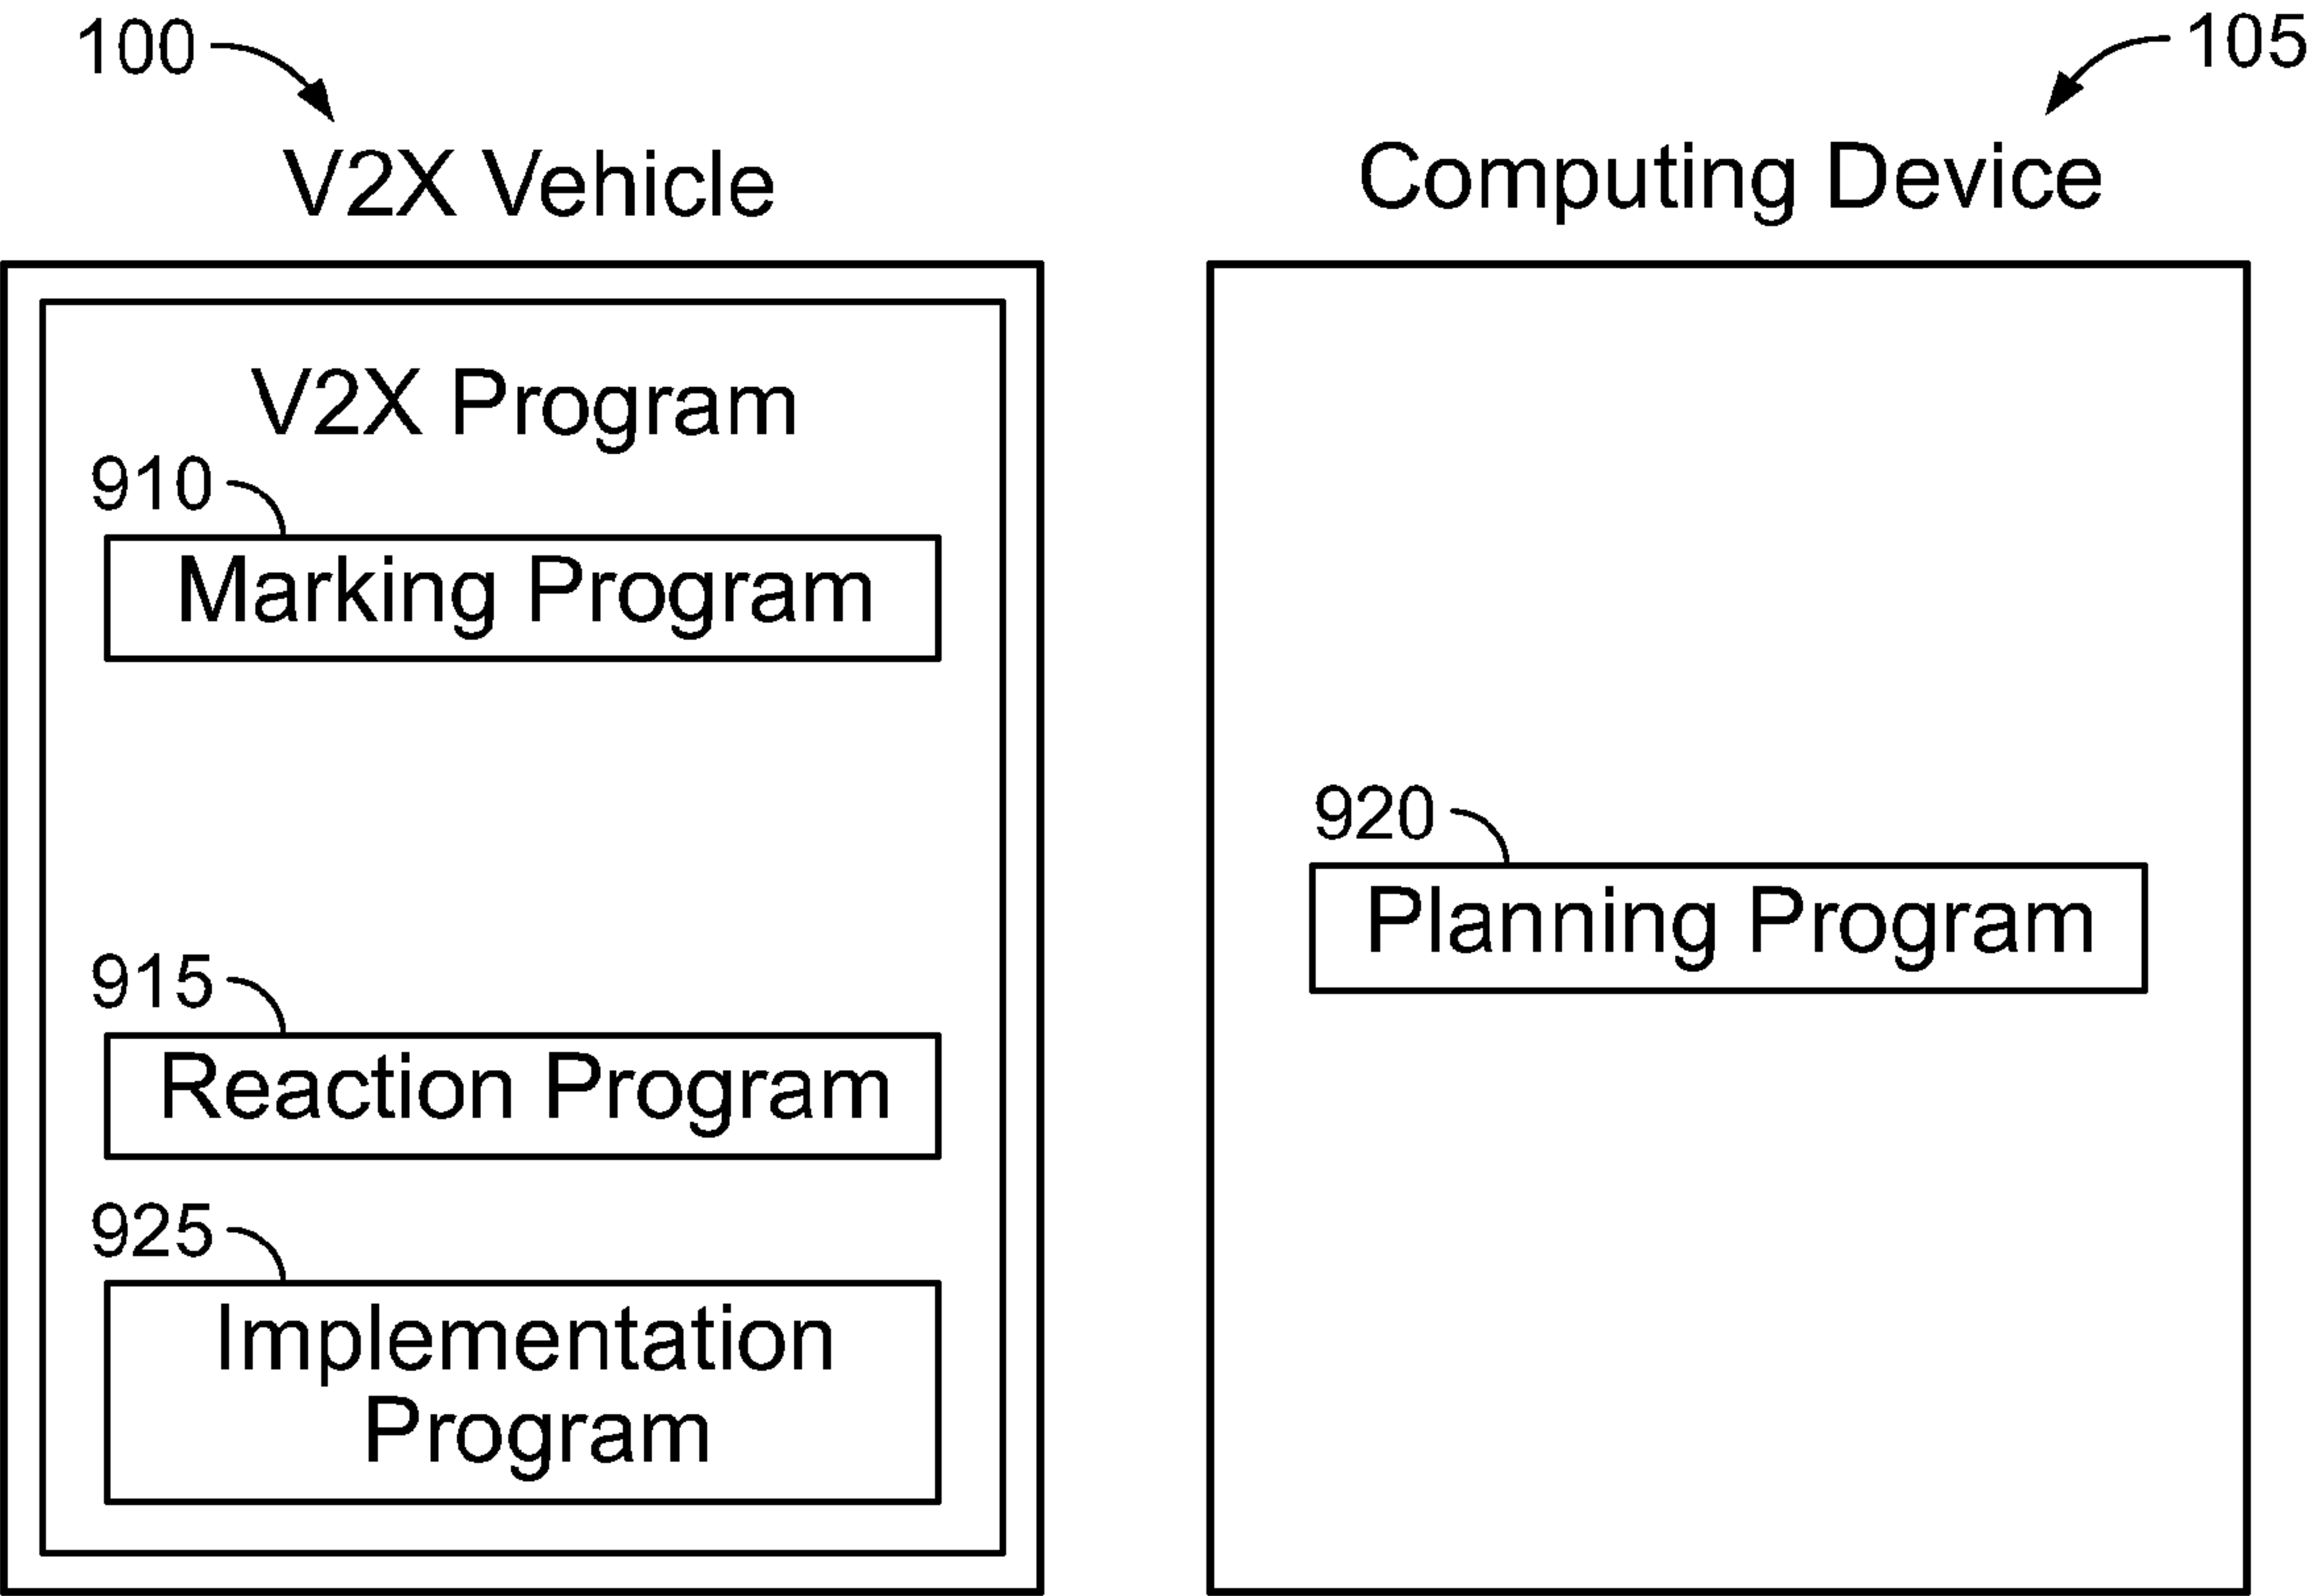 100
105
V2X Vehicle
Computing Device
V2X Program
910
Marking Program
920
Planning Program
915
Reaction Program
925
Implementation
Program